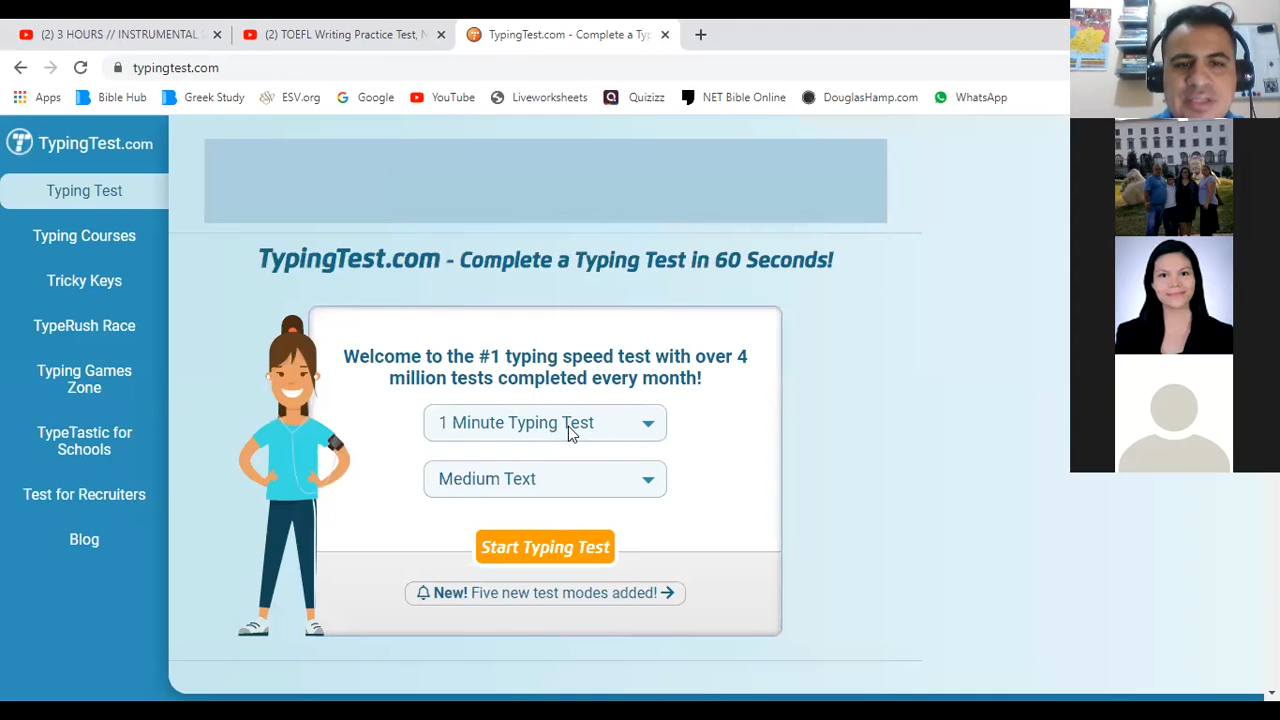 (2) 3 HOURS // INSTRUMENTAL
(2) TOEFL Writing Practice Test
TypingTest.com - Complete a Ty
typingtest.com
Apps
Bible Hub
Greek Study
ESV.org
Google
YouTube
Liveworksheets
Quizizz
NET Bible Online
DouglasHamp.com
WhatsApp
TypingTest.com
Typing Test
Typing Courses
Tricky Keys
TypeRush Race
Typing Games
Zone
TypeTastic for
Schools
Test for Recruiters
Blog
TypingTest.com - Complete a Typing Test in 60 Seconds!
Welcome to the #1 typing speed test with over 4
million tests completed every month!
1 Minute Typing Test
Medium Text
Start Typing Test
New! Five new test modes added!